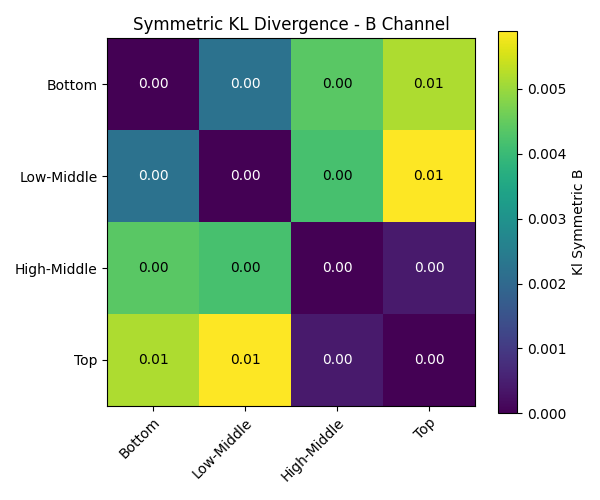 Symmetric KL Divergence - B Channel
Bottom 0.00 0.00 0.00 0.01
Low-Middle 0.00 0.00 0.00 0.01
High-Middle 0.00 0.00 0.00 0.00
Top 0.01 0.01 0.00 0.00
Bottom Low-Middle High-Middle Top
0.005
0.004
0.003
0.002
0.001
0.000
Kl Symmetric B